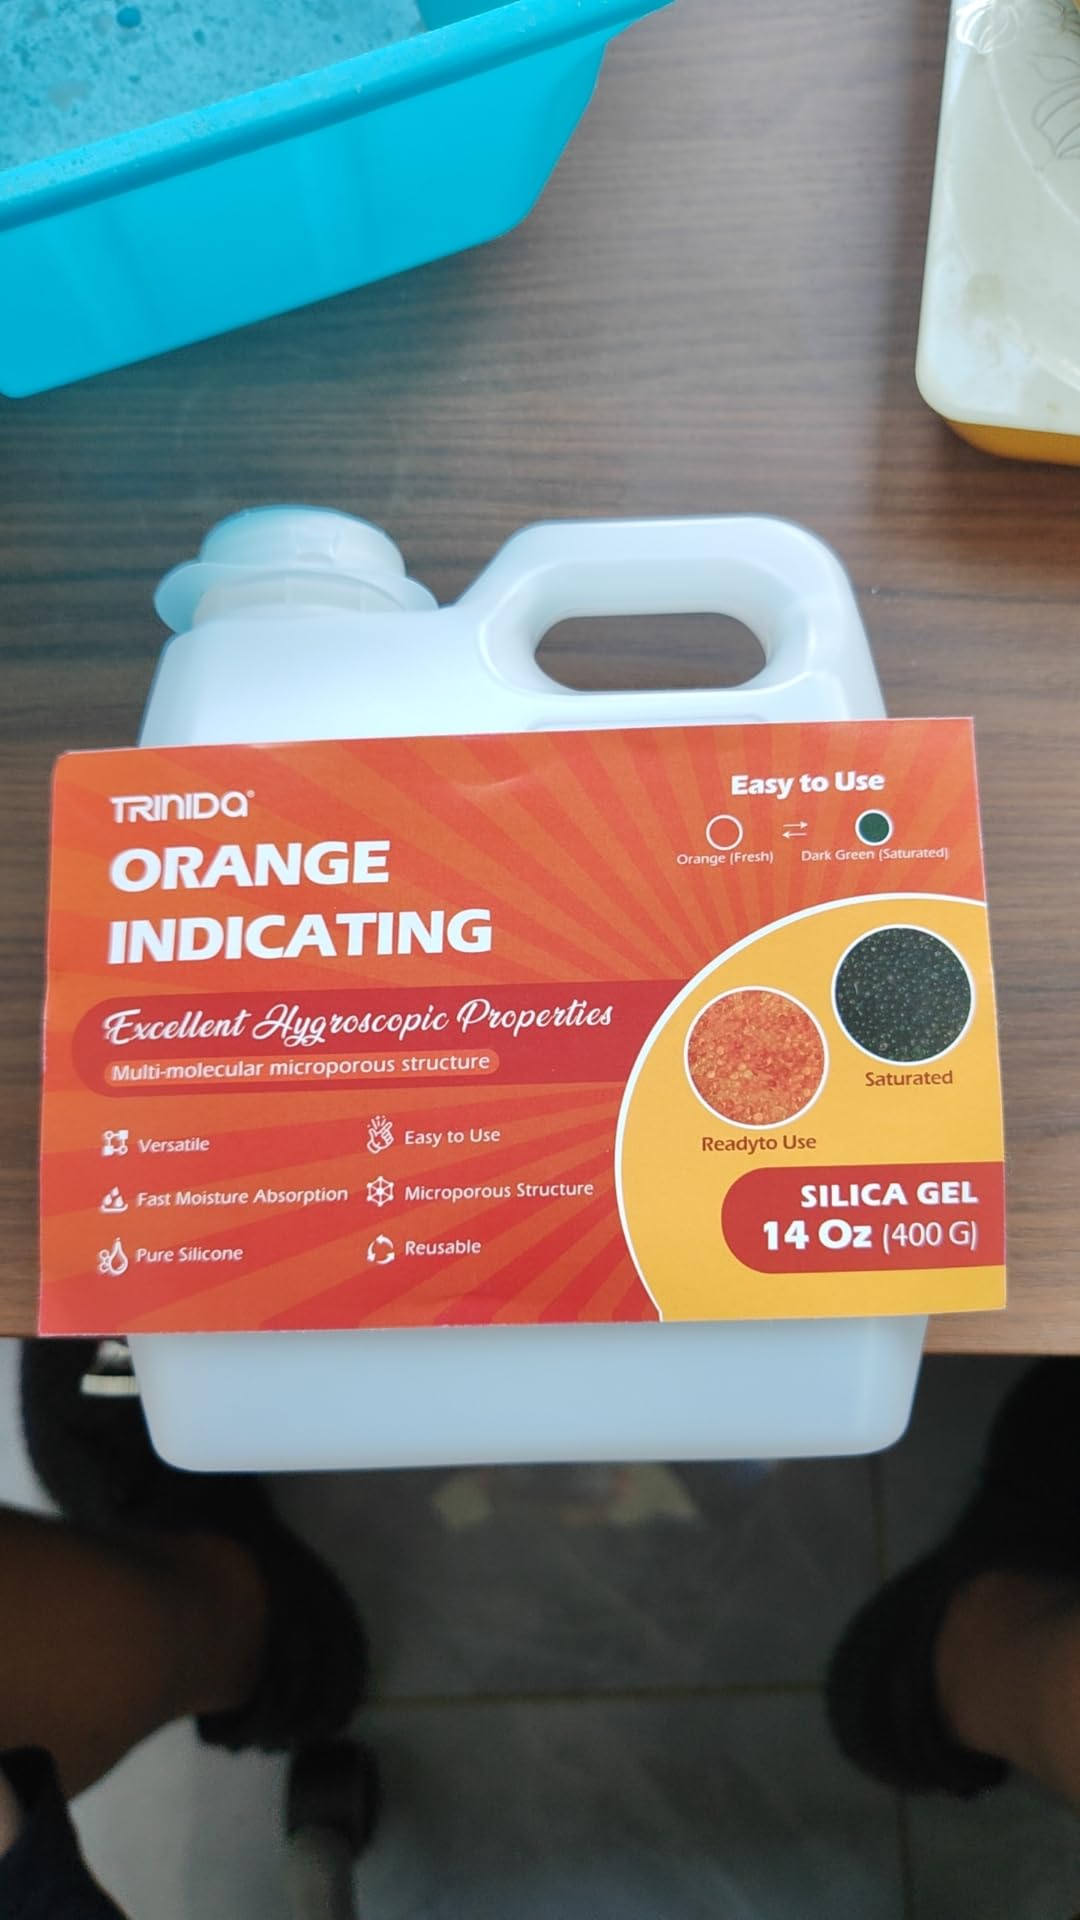 TRINIDA®
ORANGE
INDICATING
Excellent Hygroscopic Properties
Multi-molecular microporous structure
Versatile
Easy to Use
Fast Moisture Absorption
Microporous Structure
Pure Silicone
Reusable
Easy to Use
Orange (Fresh)
Dark Green (Saturated)
Saturated
Readyto Use
SILICA GEL
14 Oz (400 G)